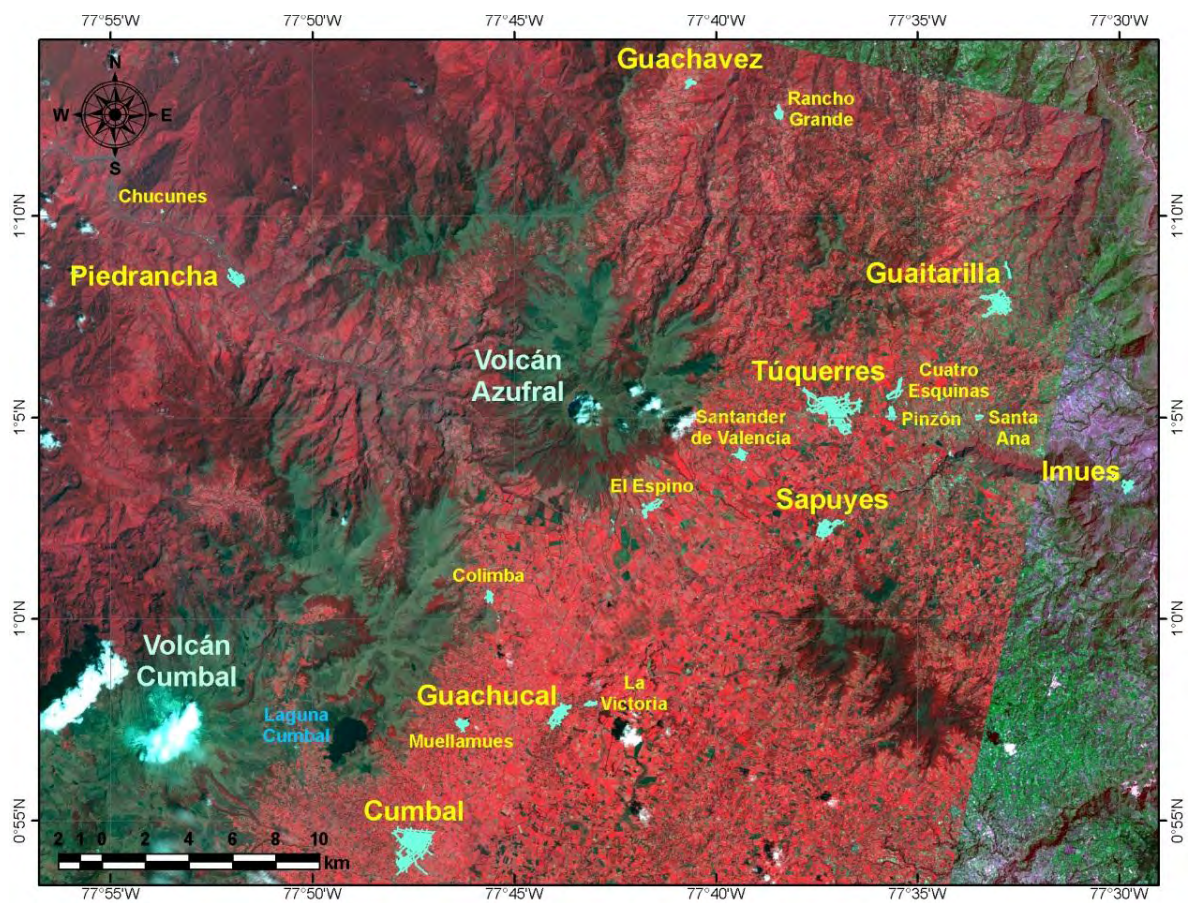 77°55'W 77°50'W 77°45'W 77°40'W 77°35'W 77°30'W
N
W E
S
Guachavez
Rancho
Grande
Chucunes
1°10'N 1°10'N
Piedrancha
Guaitarilla
Volcán
Azufral
Túquerres
Cuatro
Esquinas
Santander
de Valencia
Pinzón
Santa
Ana
1°5'N 1°5'N
Imues
El Espino
Sapuyes
Colimba
1°0'N 1°0'N
Volcán
Cumbal
Laguna
Cumbal
Guachucal
La
Victoria
Muellamues
Cumbal
0°55'N 0°55'N
2 1 0 2 4 6 8 10
km
77°55'W 77°50'W 77°45'W 77°40'W 77°35'W 77°30'W